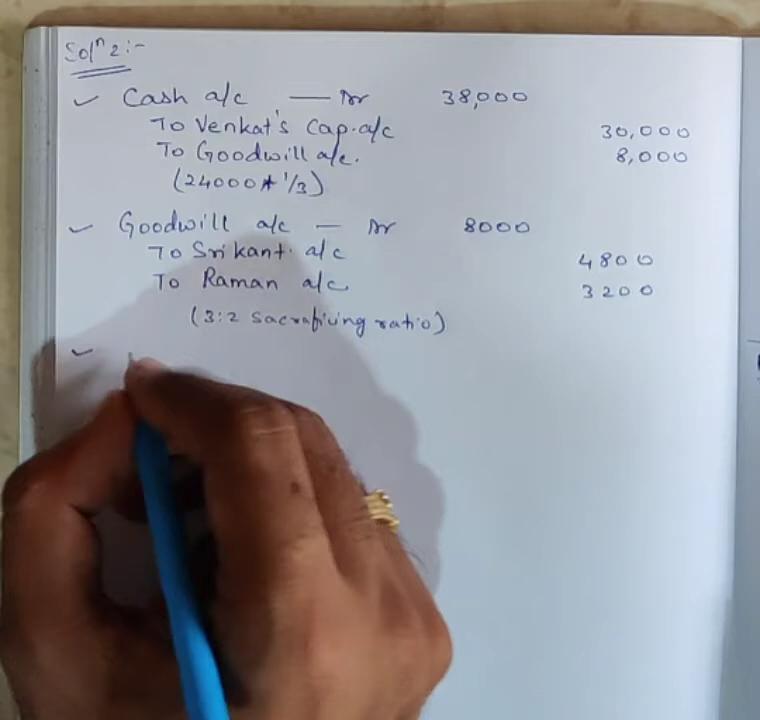 Solⁿ 2:-
✓ Cash a/c — Dr 38,000
To Venkat's Cap. a/c 30,000
To Goodwill a/c. 8,000
(24000 * 1/3)
✓ Goodwill a/c — Dr 8000
To Srikant a/c 4800
To Raman a/c 3200
(3:2 Sacrafiving ratio)
✓